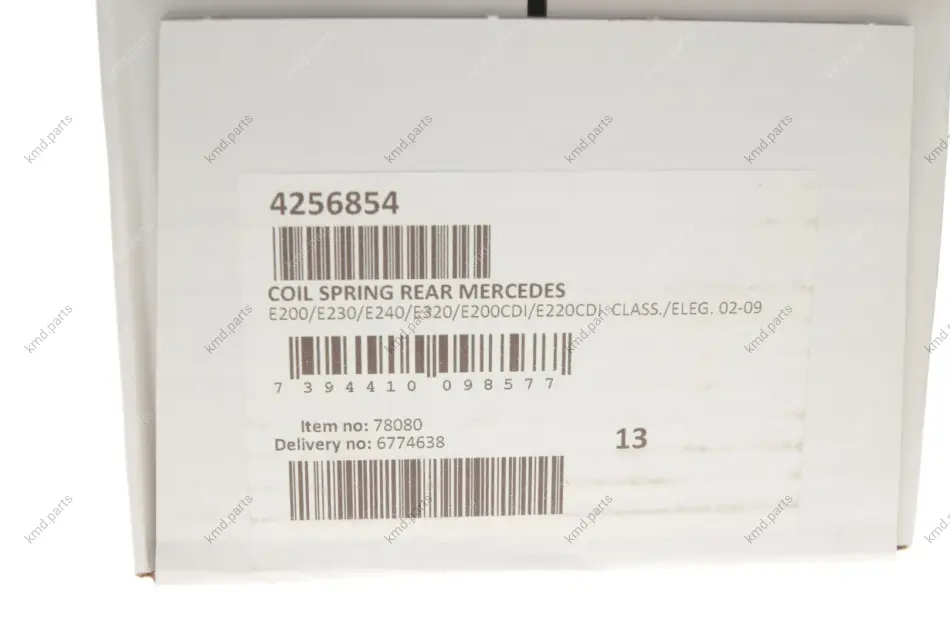 4256854
COIL SPRING REAR MERCEDES
E200/E230/E240/E320/E200CDI/E220CDI-CLASS./ELEG. 02-09
7 394410 098577
Item no: 78080
Delivery no: 6774638
13
kmd.parts